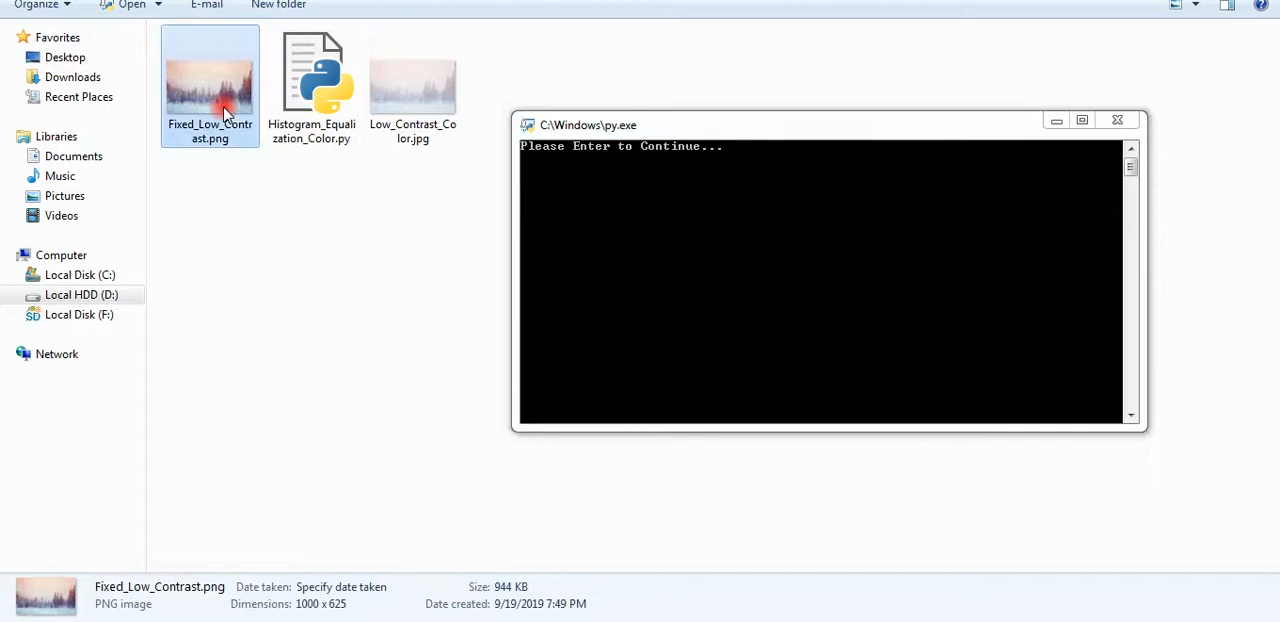 Organize
Open
E-mail
New folder
Favorites
Desktop
Downloads
Recent Places
Libraries
Documents
Music
Pictures
Videos
Computer
Local Disk (C:)
Local HDD (D:)
Local Disk (F:)
Network
Fixed_Low_Contr
ast.png
Histogram_Equali
zation_Color.py
Low_Contrast_Co
lor.jpg
C:\Windows\py.exe
Please Enter to Continue...
Fixed_Low_Contrast.png
Date taken: Specify date taken
Size: 944 KB
PNG image
Dimensions: 1000 x 625
Date created: 9/19/2019 7:49 PM